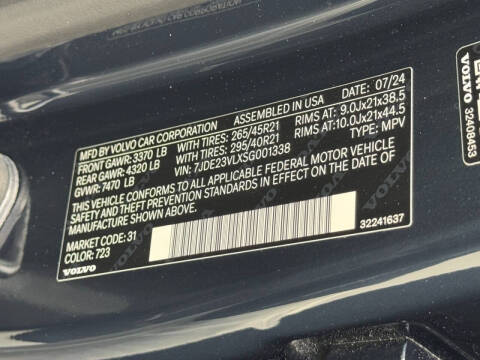 MFD BY VOLVO CAR CORPORATION ASSEMBLED IN USA DATE: 07/24
FRONT GAWR: 3370 LB WITH TIRES: 265/45R21 RIMS AT: 9.0Jx21x38.5
REAR GAWR: 4320 LB WITH TIRES: 295/40R21 RIMS AT: 10.0Jx21x44.5
GVWR: 7470 LB VIN: 7JDE23VLXSG001338 TYPE: MPV
THIS VEHICLE CONFORMS TO ALL APPLICABLE FEDERAL MOTOR VEHICLE
SAFETY AND THEFT PREVENTION STANDARDS IN EFFECT ON THE DATE OF
MANUFACTURE SHOWN ABOVE.
MARKET CODE: 31
COLOR: 723
32241637
VOLVO
VOLVO
32408453